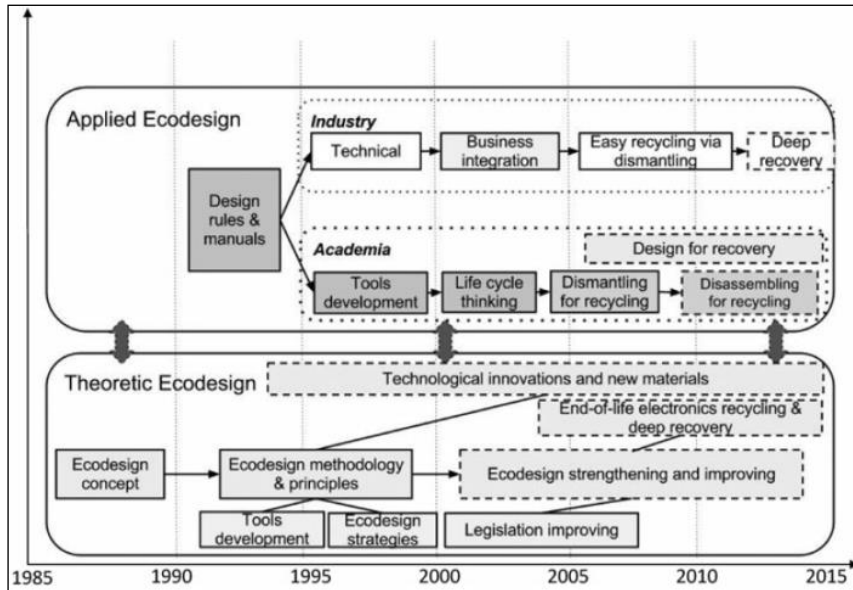 Applied Ecodesign
Industry
Technical
Business
integration
Easy recycling via
dismantling
Deep
recovery
Design
rules &
manuals
Academia
Design for recovery
Tools
development
Life cycle
thinking
Dismantling
for recycling
Disassembling
for recycling
Theoretic Ecodesign
Technological innovations and new materials
End-of-life electronics recycling &
deep recovery
Ecodesign
concept
Ecodesign methodology
& principles
Ecodesign strengthening and improving
Tools
development
Ecodesign
strategies
Legislation improving
1985 1990 1995 2000 2005 2010 2015